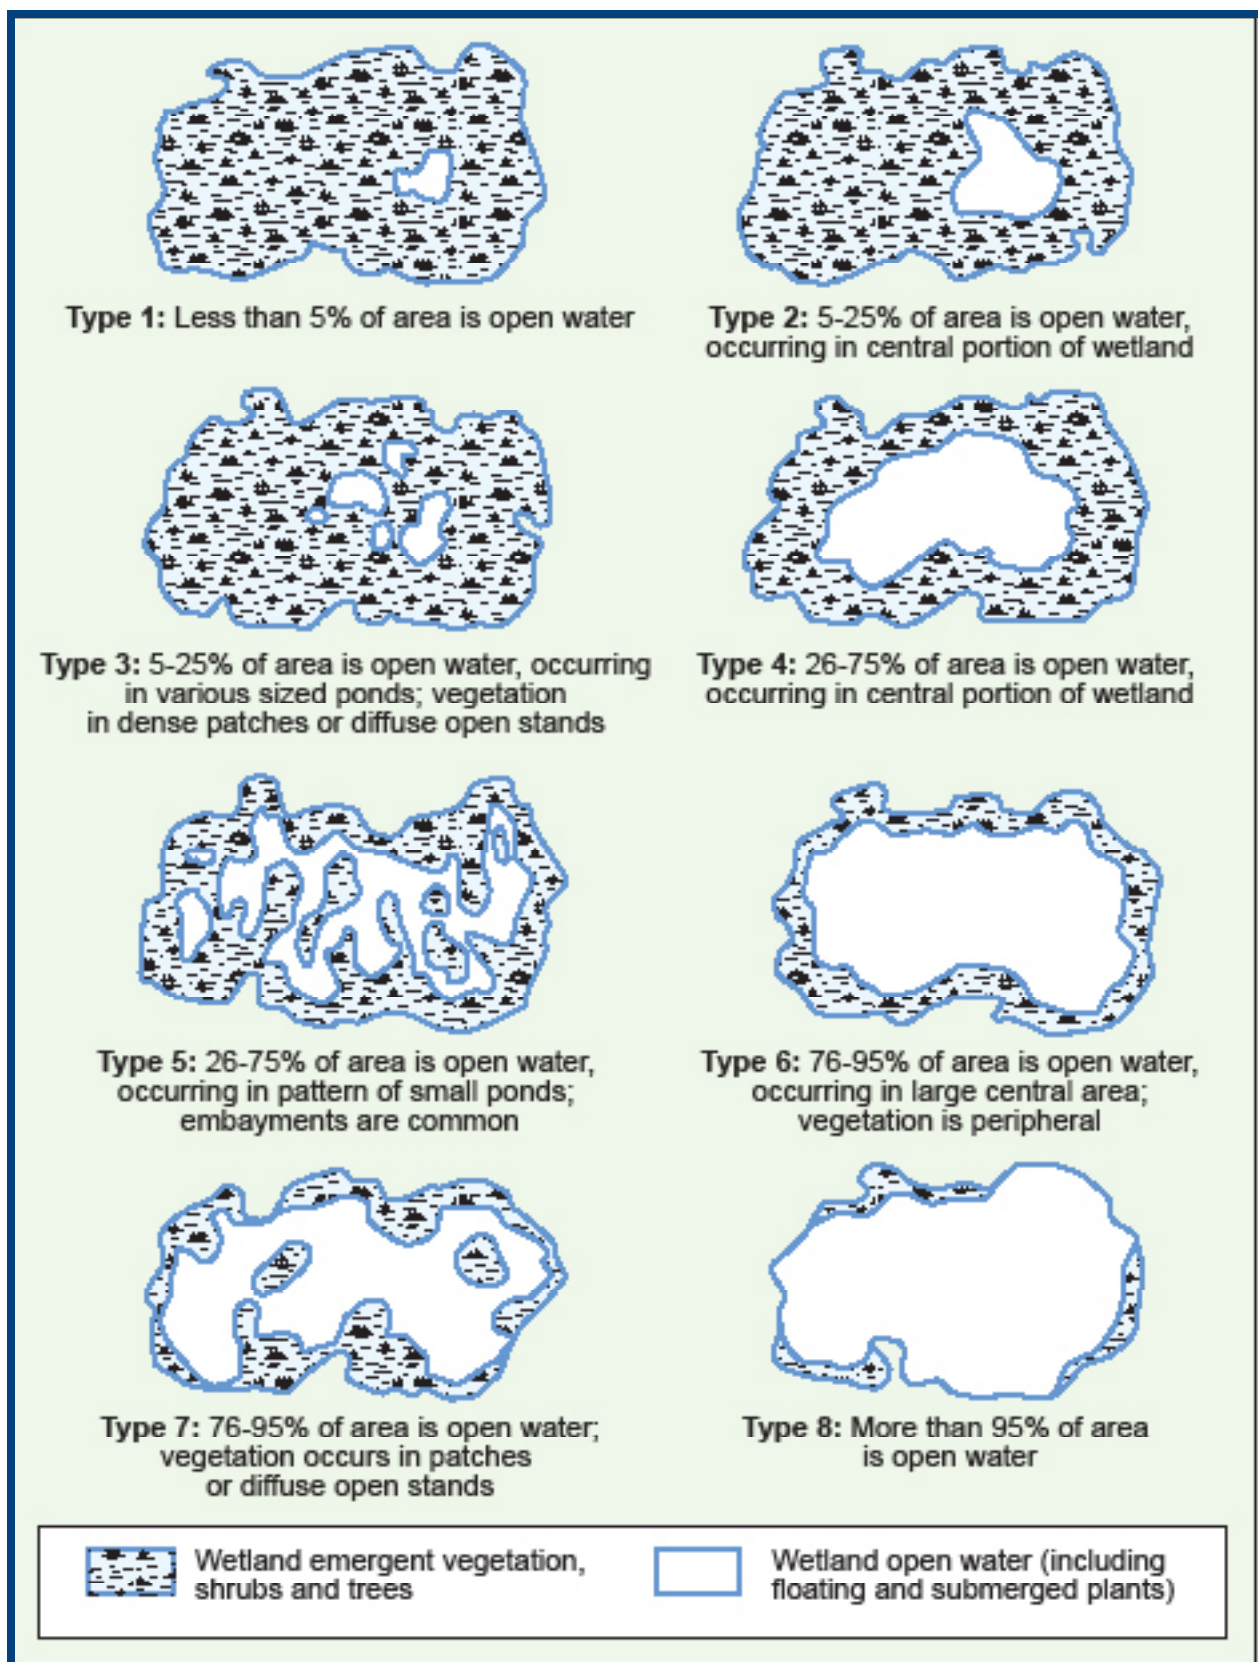 Type 1: Less than 5% of area is open water
Type 2: 5-25% of area is open water,
occurring in central portion of wetland
Type 3: 5-25% of area is open water, occurring
in various sized ponds; vegetation
in dense patches or diffuse open stands
Type 4: 26-75% of area is open water,
occurring in central portion of wetland
Type 5: 26-75% of area is open water,
occurring in pattern of small ponds;
embayments are common
Type 6: 76-95% of area is open water,
occurring in large central area;
vegetation is peripheral
Type 7: 76-95% of area is open water;
vegetation occurs in patches
or diffuse open stands
Type 8: More than 95% of area
is open water
Wetland emergent vegetation,
shrubs and trees
Wetland open water (including
floating and submerged plants)